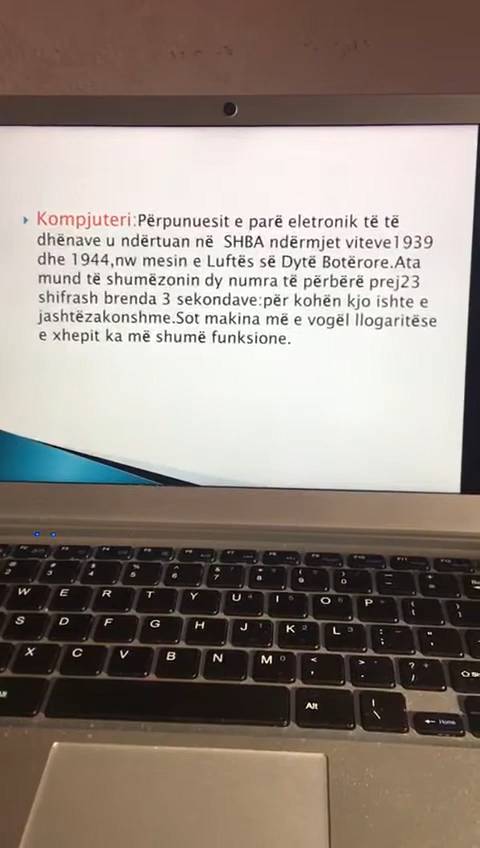 Kompjuteri:Përpunuesit e parë eletronik të të
dhënave u ndërtuan në SHBA ndërmjet viteve1939
dhe 1944,nw mesin e Luftës së Dytë Botërore.Ata
mund të shumëzonin dy numra të përbërë prej23
shifrash brenda 3 sekondave:për kohën kjo ishte e
jashtëzakonshme.Sot makina më e vogël llogaritëse
e xhepit ka më shumë funksione.
W E R T Y U I O P
S D F G H J K L
X C V B N M
Alt
Home